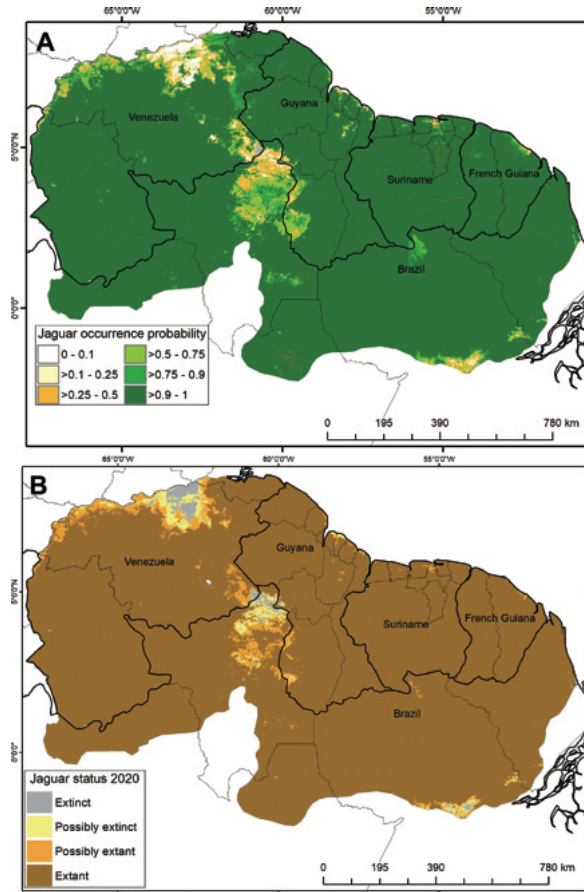 65°0'0"W 60°0'0"W 55°0'0"W
A
Venezuela
Guyana
5°0'0"N
Suriname
French Guiana
Brazil
0°0'0"
Jaguar occurrence probability
0 - 0.1 >0.5 - 0.75
>0.1 - 0.25 >0.75 - 0.9
>0.25 - 0.5 >0.9 - 1
0 195 390 780 km
65°0'0"W 60°0'0"W 55°0'0"W
B
Venezuela
Guyana
5°0'0"N
Suriname
French Guiana
Brazil
0°0'0"
Jaguar status 2020
Extinct
Possibly extinct
Possibly extant
Extant
0 195 390 780 km